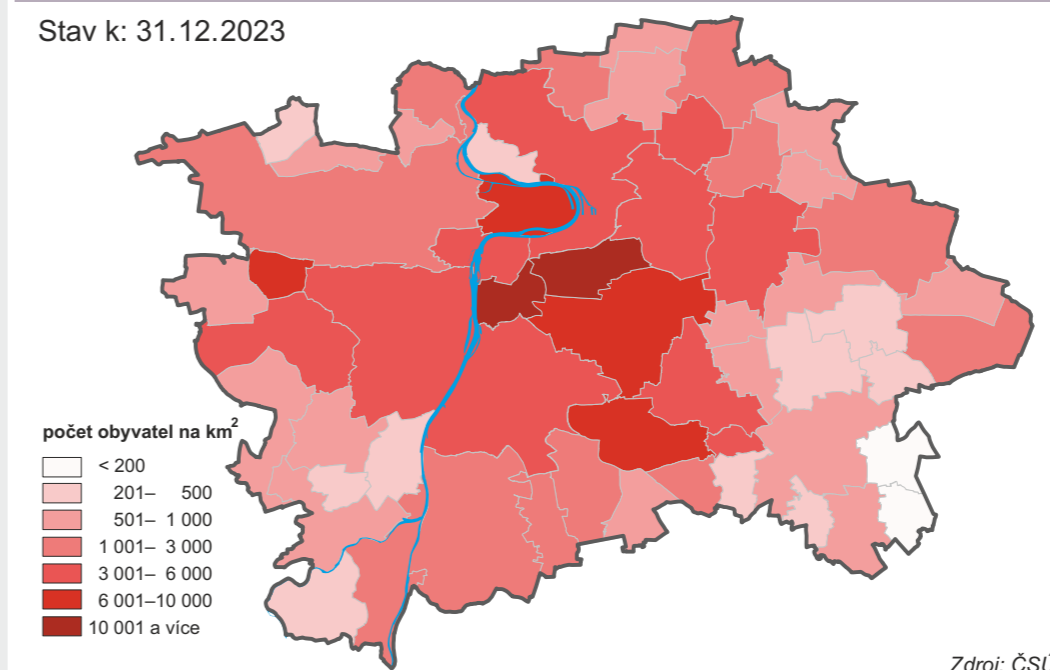 Stav k: 31.12.2023
počet obyvatel na km²
< 200
201– 500
501– 1 000
1 001– 3 000
3 001– 6 000
6 001–10 000
10 001 a více
Zdroj: ČSÚ